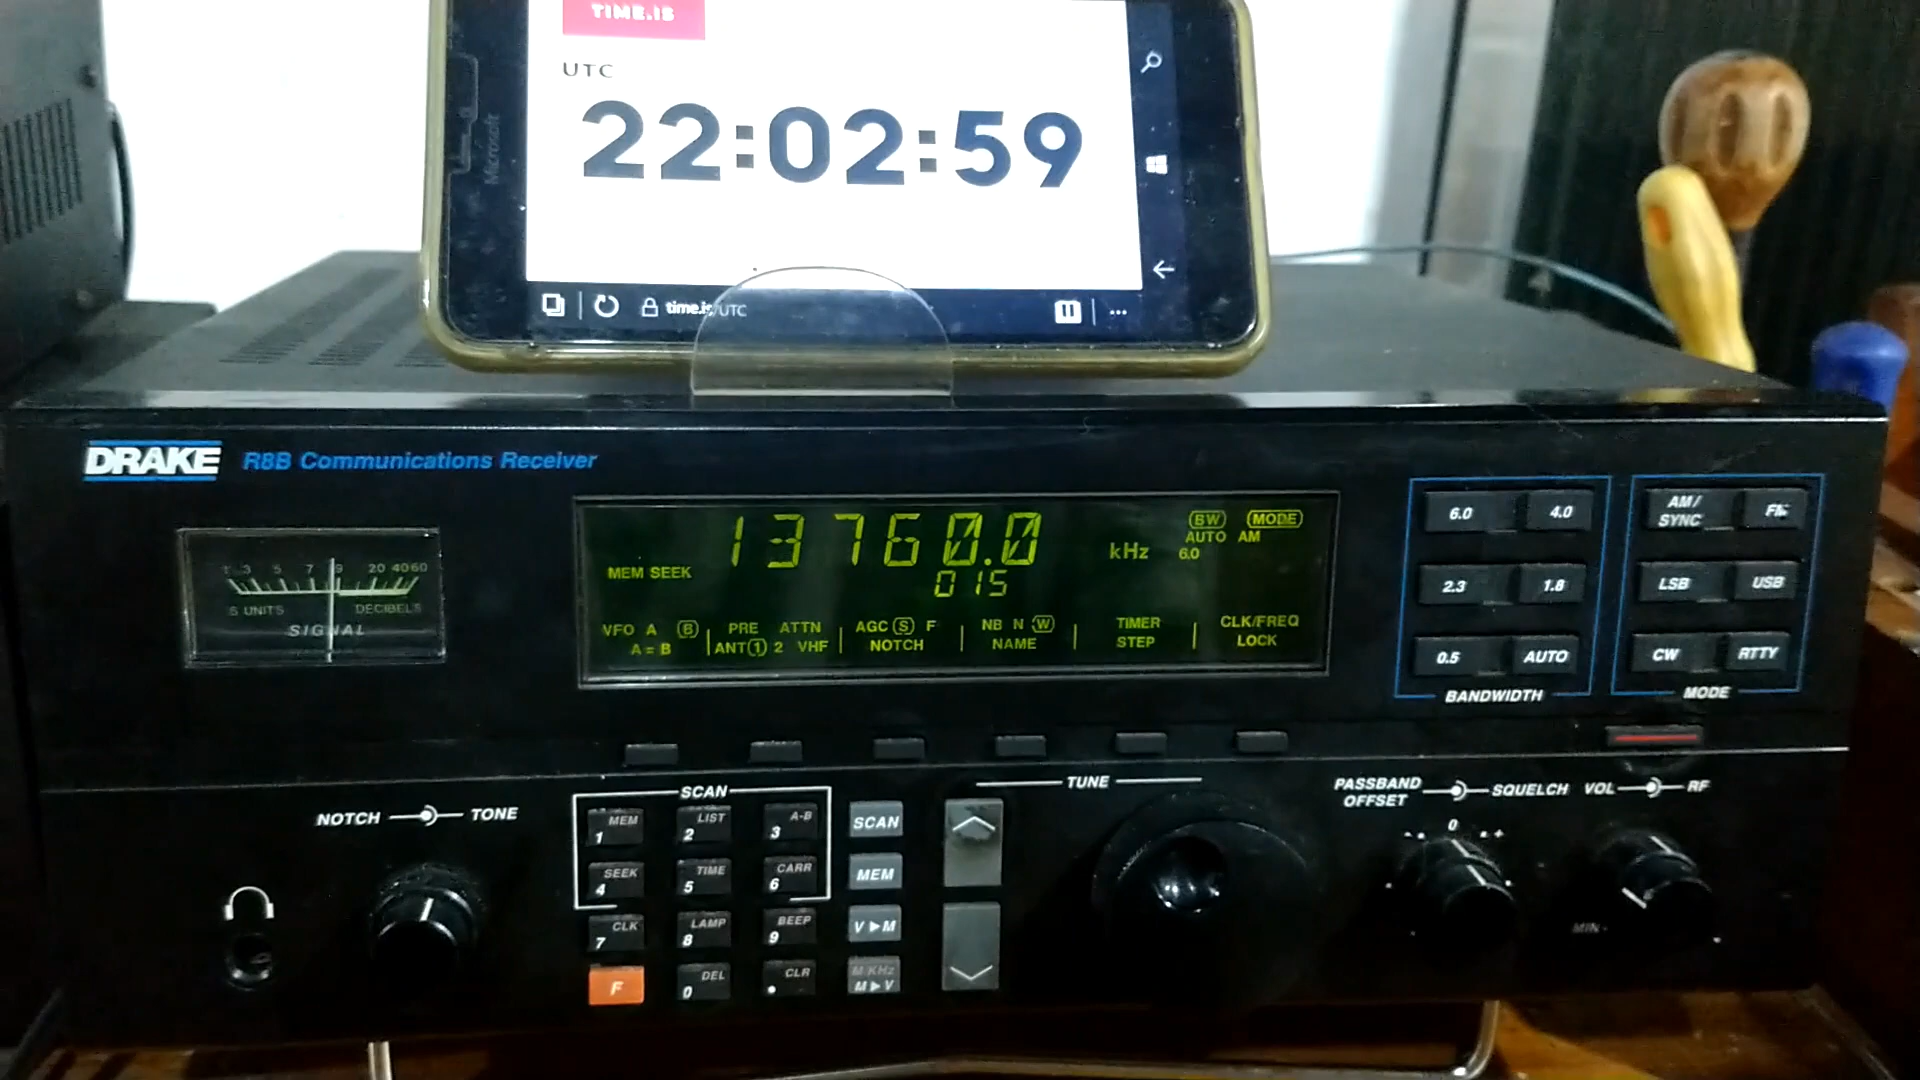 TIME.IS
UTC
22:02:59
Microsoft
time.is/UTC
DRAKE R8B Communications Receiver
1 3 5 7 9 20 40 60
S UNITS DECIBELS
SIGNAL
13760.0 kHz
BW MODE
AUTO AM
6.0
MEM SEEK
015
VFO A B
A = B
PRE ATTN
ANT 1 2 VHF
AGC S F
NOTCH
NB N W
NAME
TIMER
STEP
CLK/FREQ
LOCK
6.0 4.0
2.3 1.8
0.5 AUTO
BANDWIDTH
AM/
SYNC
FM
LSB USB
CW RTTY
MODE
NOTCH TONE
SCAN
MEM 1
LIST 2
A-B 3
SEEK 4
TIME 5
CARR 6
CLK 7
LAMP 8
BEEP 9
F
DEL 0
CLR .
SCAN
MEM
V ▶ M
M KHz
M ▶ V
TUNE
PASSBAND
OFFSET
SQUELCH
- 0 +
VOL RF
MIN